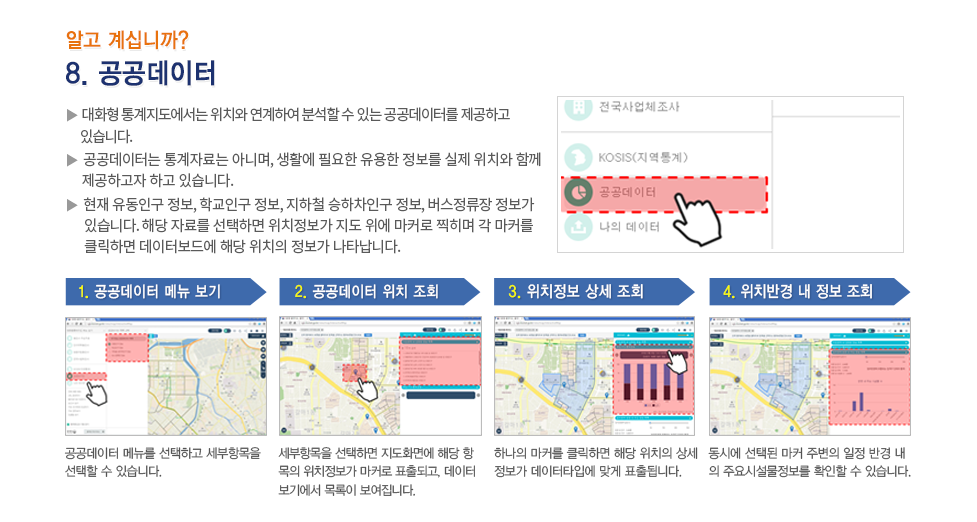 알고 계십니까?
8. 공공데이터
▶ 대화형 통계지도에서는 위치와 연계하여 분석할 수 있는 공공데이터를 제공하고
있습니다.
▶ 공공데이터는 통계자료는 아니며, 생활에 필요한 유용한 정보를 실제 위치와 함께
제공하고자 하고 있습니다.
▶ 현재 유동인구 정보, 학교인구 정보, 지하철 승하차인구 정보, 버스정류장 정보가
있습니다. 해당 자료를 선택하면 위치정보가 지도 위에 마커로 찍히며 각 마커를
클릭하면 데이터보드에 해당 위치의 정보가 나타납니다.
전국사업체조사
KOSIS(지역통계)
공공데이터
나의 데이터
1. 공공데이터 메뉴 보기
2. 공공데이터 위치 조회
3. 위치정보 상세 조회
4. 위치반경 내 정보 조회
공공데이터 메뉴를 선택하고 세부항목을
선택할 수 있습니다.
세부항목을 선택하면 지도화면에 해당 항
목의 위치정보가 마커로 표출되고, 데이터
보기에서 목록이 보여집니다.
하나의 마커를 클릭하면 해당 위치의 상세
정보가 데이터타입에 맞게 표출됩니다.
동시에 선택된 마커 주변의 일정 반경 내
의 주요시설물정보를 확인할 수 있습니다.